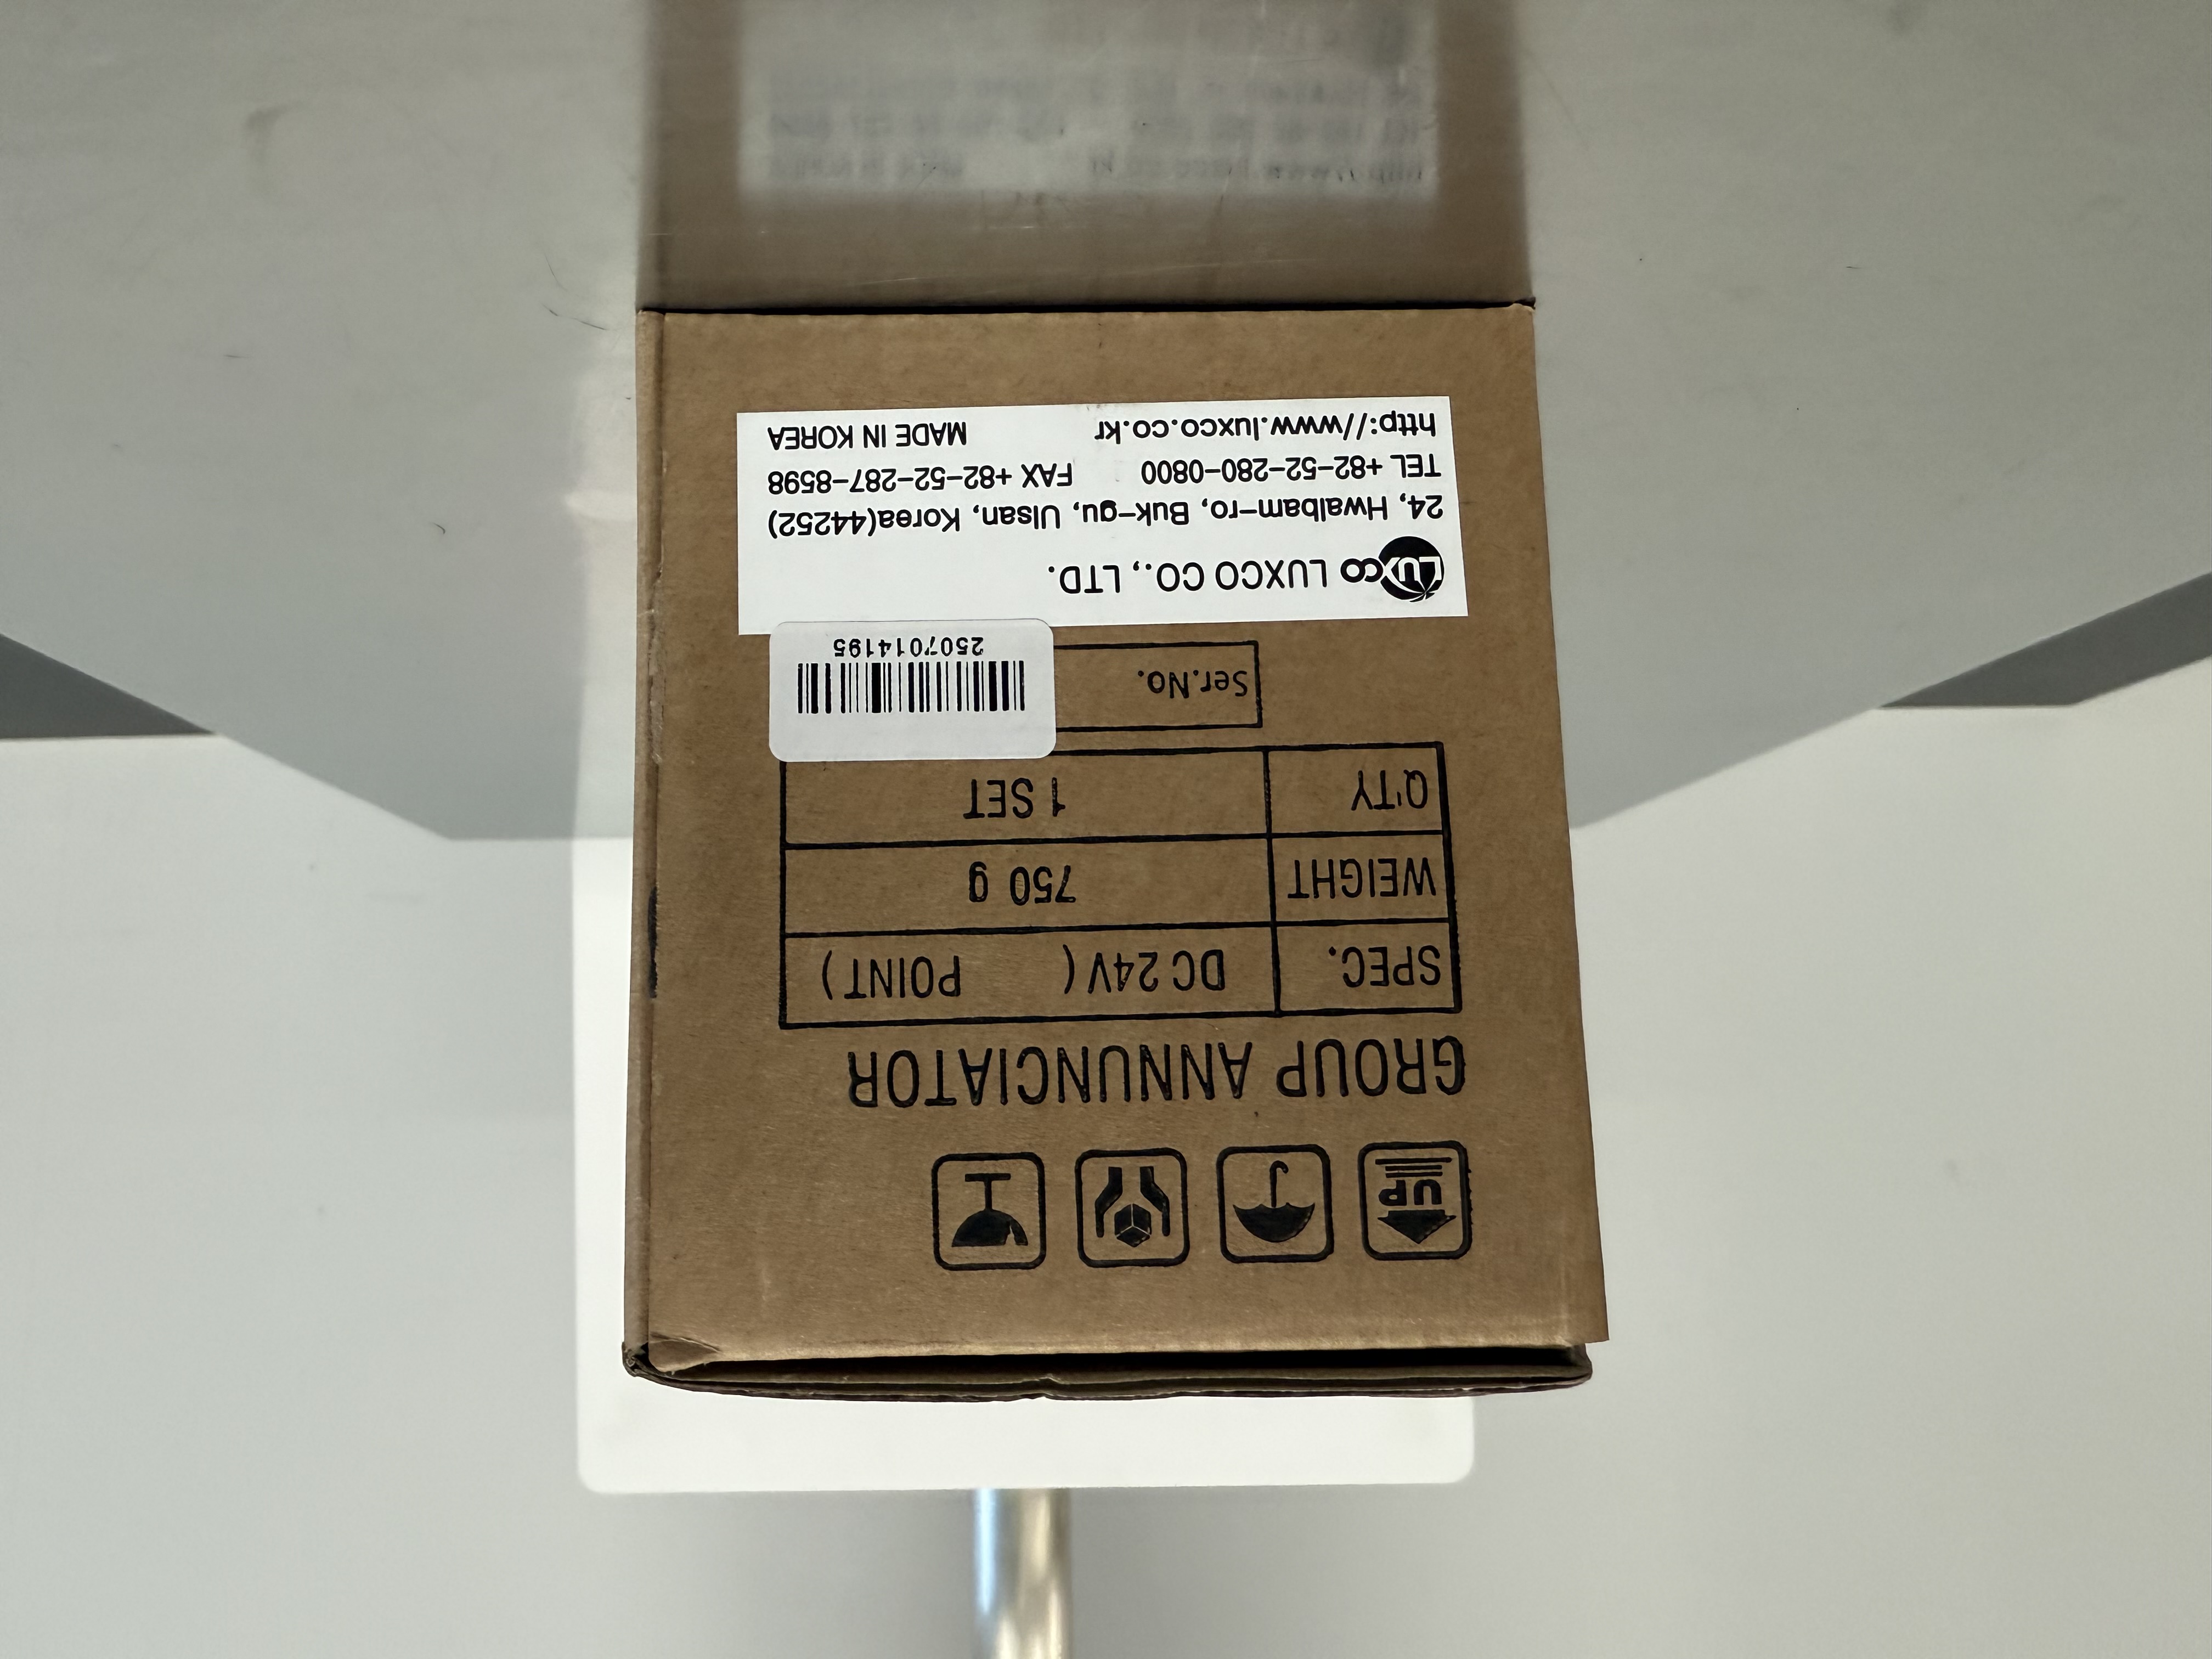 UP
GROUP ANNUNCIATOR
SPEC. DC 24V ( POINT )
WEIGHT 750 g
Q'TY 1 SET
Ser.No.
2507014195
LUXCO LUXCO CO., LTD.
24, Hwalbam-ro, Buk-gu, Ulsan, Korea(44252)
TEL +82-52-280-0800 FAX +82-52-287-8598
http://www.luxco.co.kr MADE IN KOREA